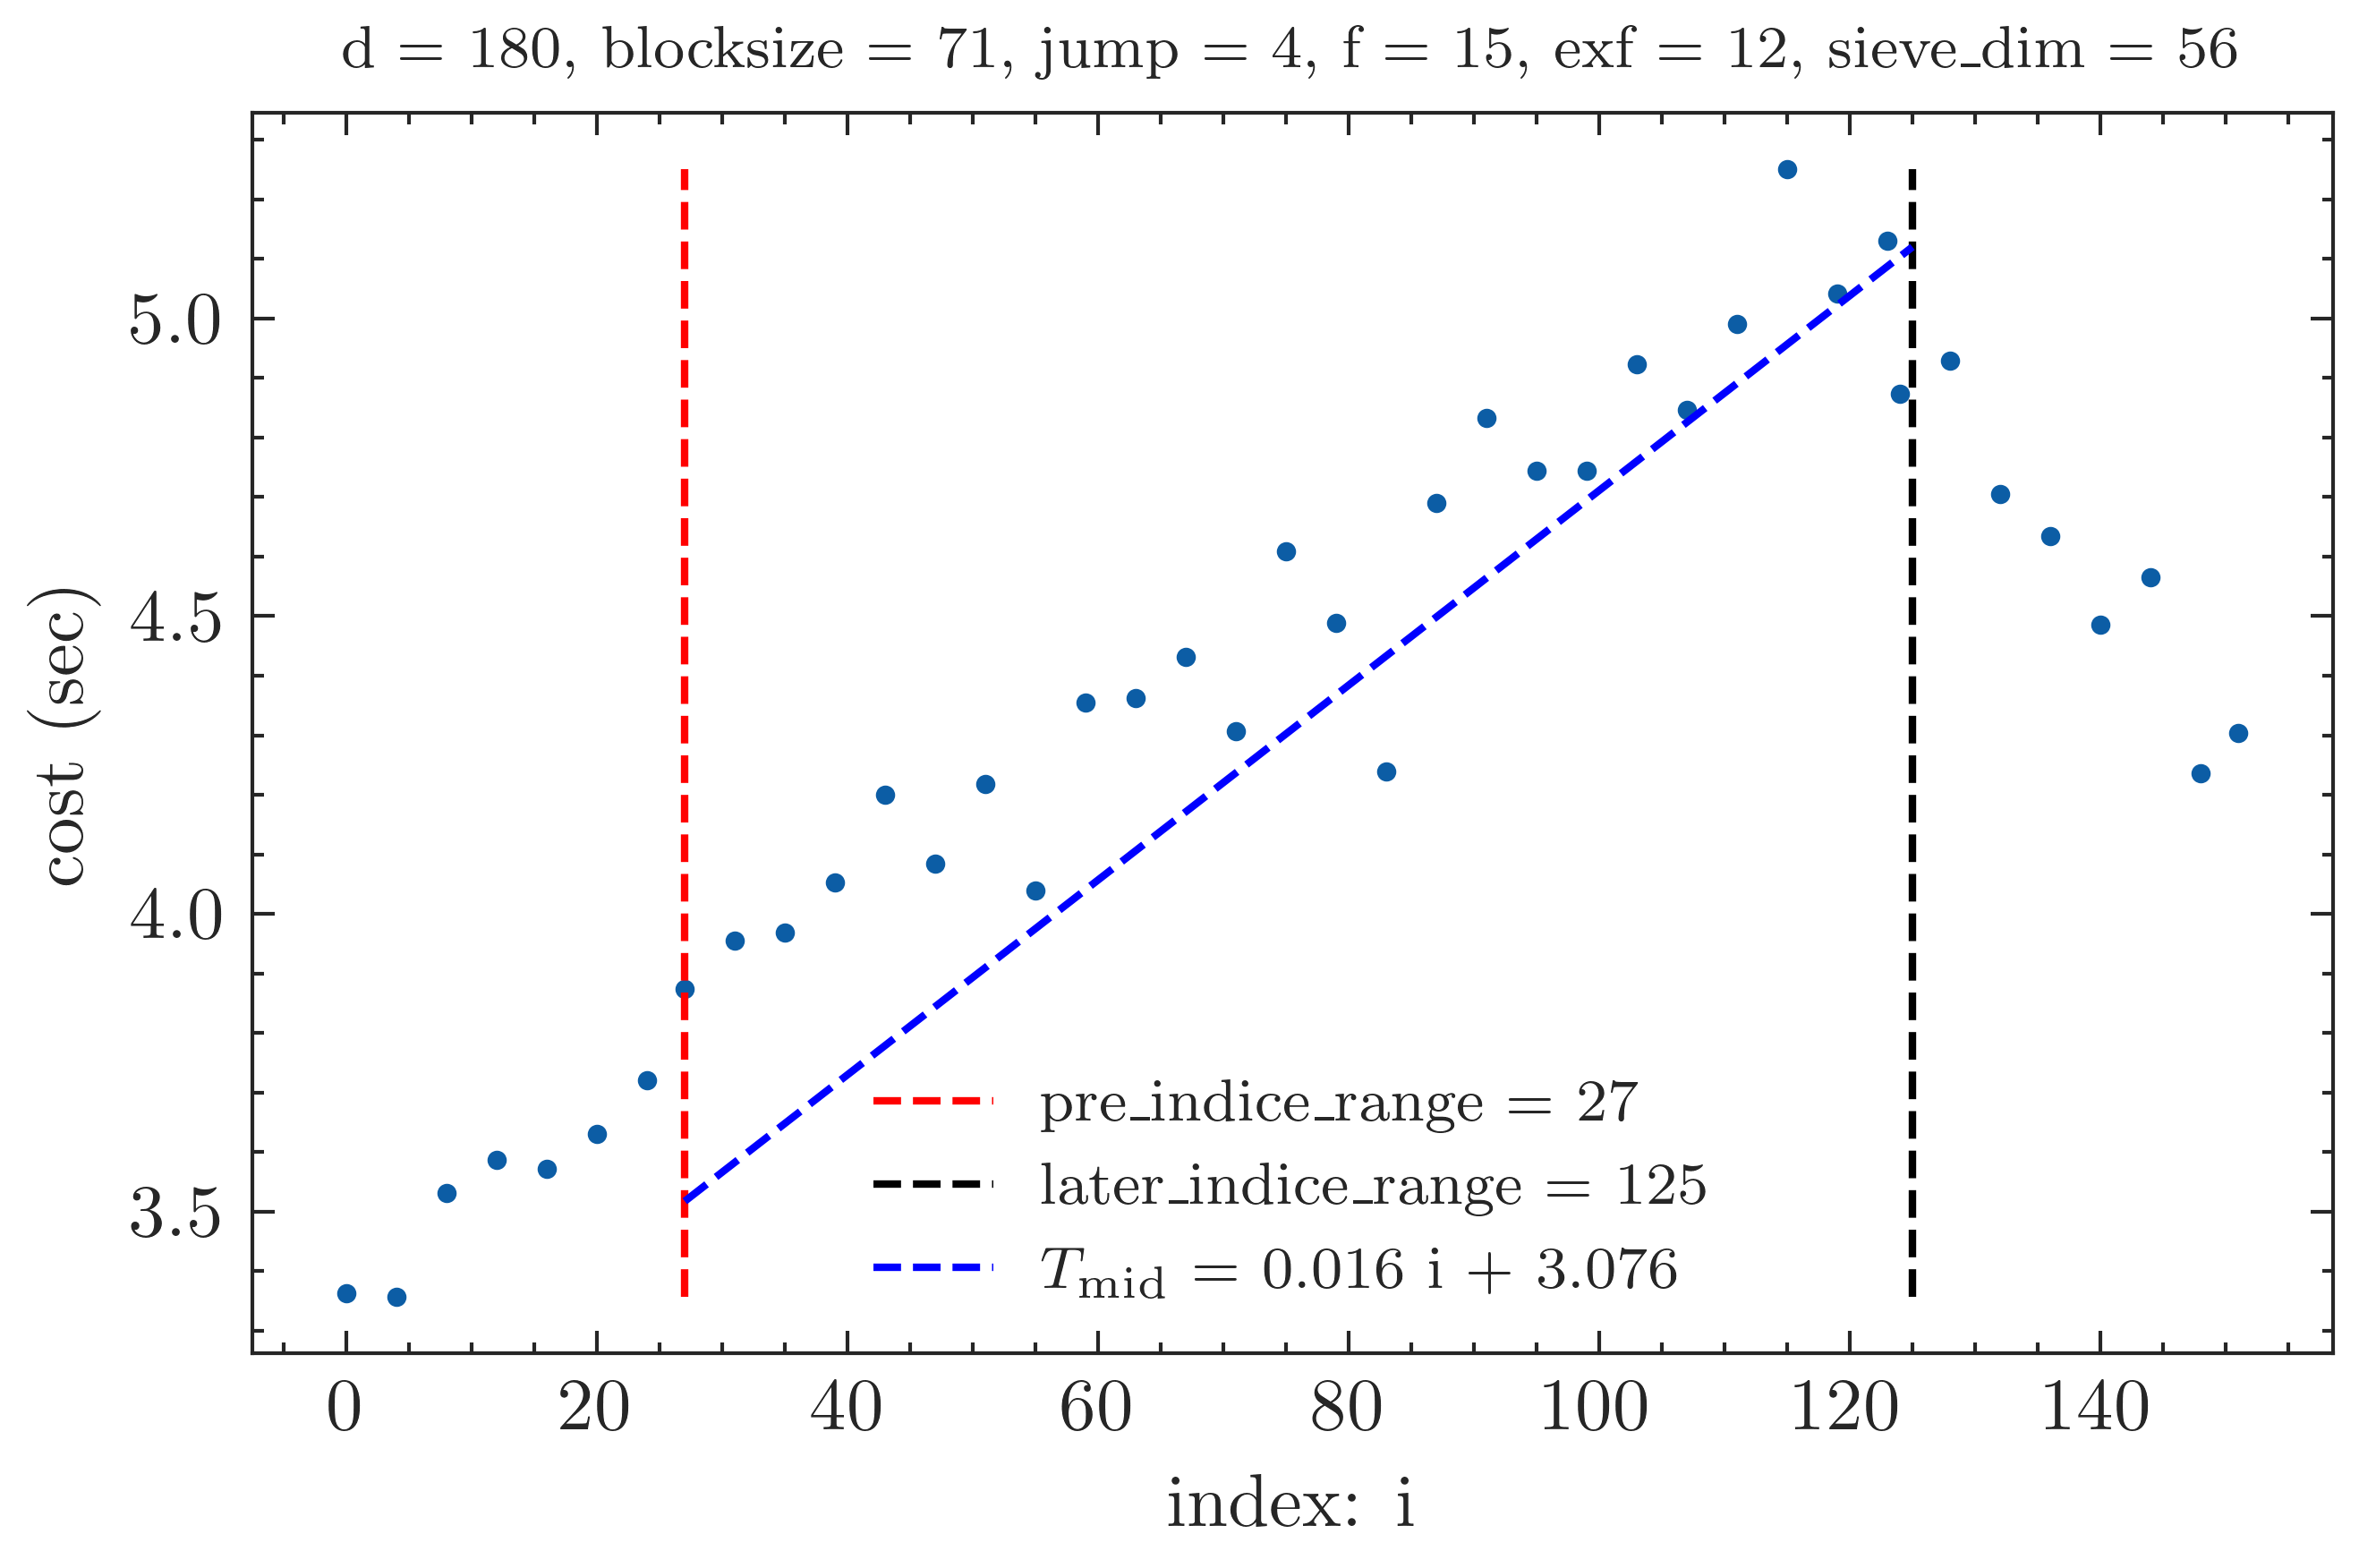 d = 180, blocksize = 71, jump = 4, f = 15, exf = 12, sieve_dim = 56
cost (sec)
5.0
4.5
4.0
3.5
pre_indice_range = 27
later_indice_range = 125
T_mid = 0.016 i + 3.076
0 20 40 60 80 100 120 140
index: i